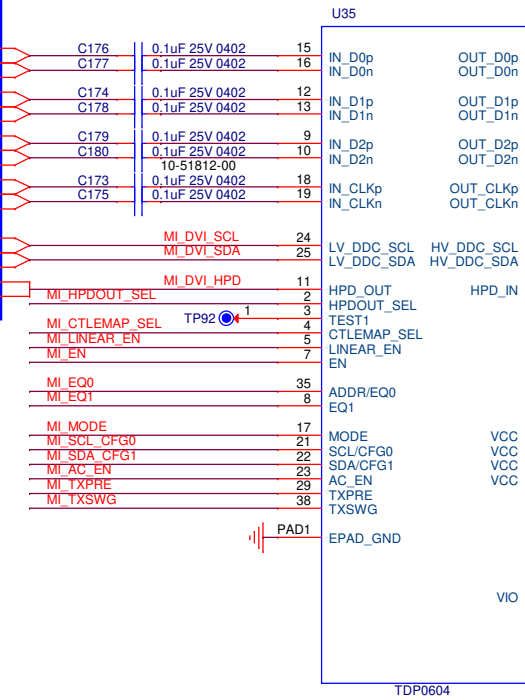 U35
C176 0.1uF 25V 0402 15 IN_D0p OUT_D0p
C177 0.1uF 25V 0402 16 IN_D0n OUT_D0n
C174 0.1uF 25V 0402 12 IN_D1p OUT_D1p
C178 0.1uF 25V 0402 13 IN_D1n OUT_D1n
C179 0.1uF 25V 0402 9 IN_D2p OUT_D2p
C180 0.1uF 25V 0402 10 IN_D2n OUT_D2n
10-51812-00
C173 0.1uF 25V 0402 18 IN_CLKp OUT_CLKp
C175 0.1uF 25V 0402 19 IN_CLKn OUT_CLKn
MI_DVI_SCL 24 LV_DDC_SCL HV_DDC_SCL
MI_DVI_SDA 25 LV_DDC_SDA HV_DDC_SDA
MI_DVI_HPD 11 HPD_OUT HPD_IN
MI_HPDOUT_SEL 2 HPDOUT_SEL
TP92 1 3 TEST1
MI_CTLEMAP_SEL 4 CTLEMAP_SEL
MI_LINEAR_EN 5 LINEAR_EN
MI_EN 7 EN
MI_EQ0 35 ADDR/EQ0
MI_EQ1 8 EQ1
MI_MODE 17 MODE VCC
MI_SCL_CFG0 21 SCL/CFG0 VCC
MI_SDA_CFG1 22 SDA/CFG1 VCC
MI_AC_EN 23 AC_EN VCC
MI_TXPRE 29 TXPRE
MI_TXSWG 38 TXSWG
PAD1 EPAD_GND
VIO
TDP0604